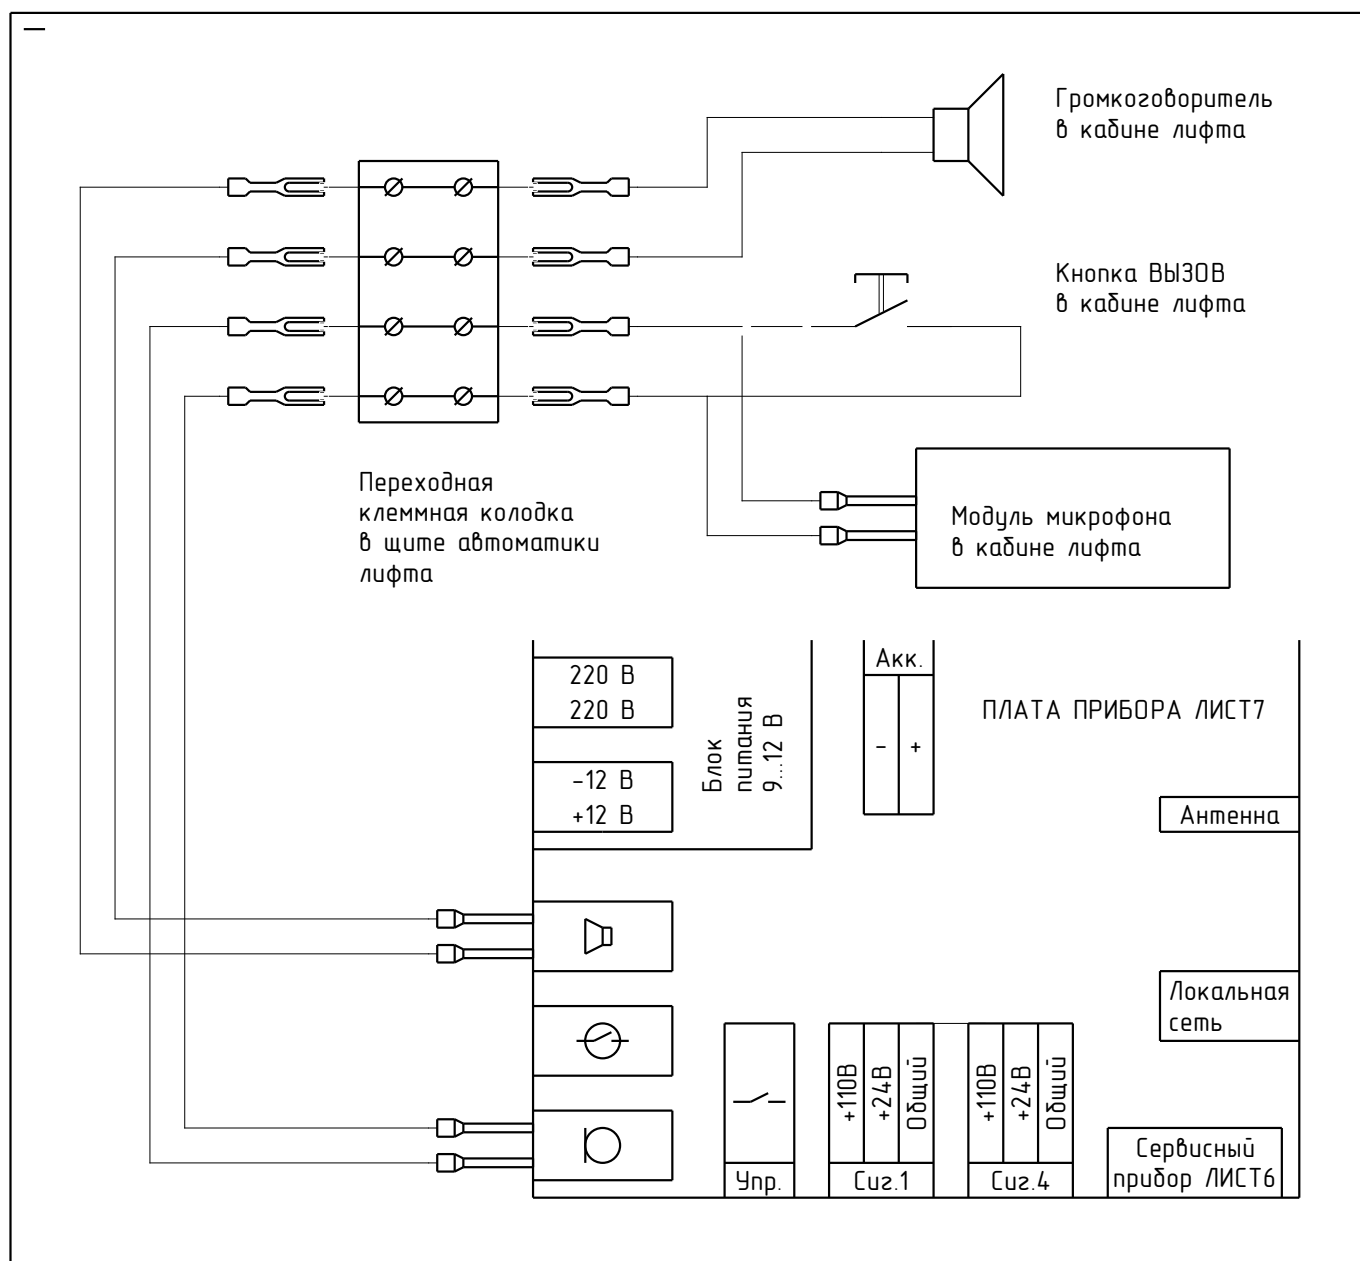 Громкоговоритель
в кабине лифта
Кнопка ВЫЗОВ
в кабине лифта
Переходная
клеммная колодка
в щите автоматики
лифта
Модуль микрофона
в кабине лифта
220 В
220 В
-12 В
+12 В
Блок
питания
9...12 В
Акк.
-
+
ПЛАТА ПРИБОРА ЛИСТ7
Антенна
Локальная
сеть
Упр.
+110В
+24В
Общий
Сиг.1
+110В
+24В
Общий
Сиг.4
Сервисный
прибор ЛИСТ6